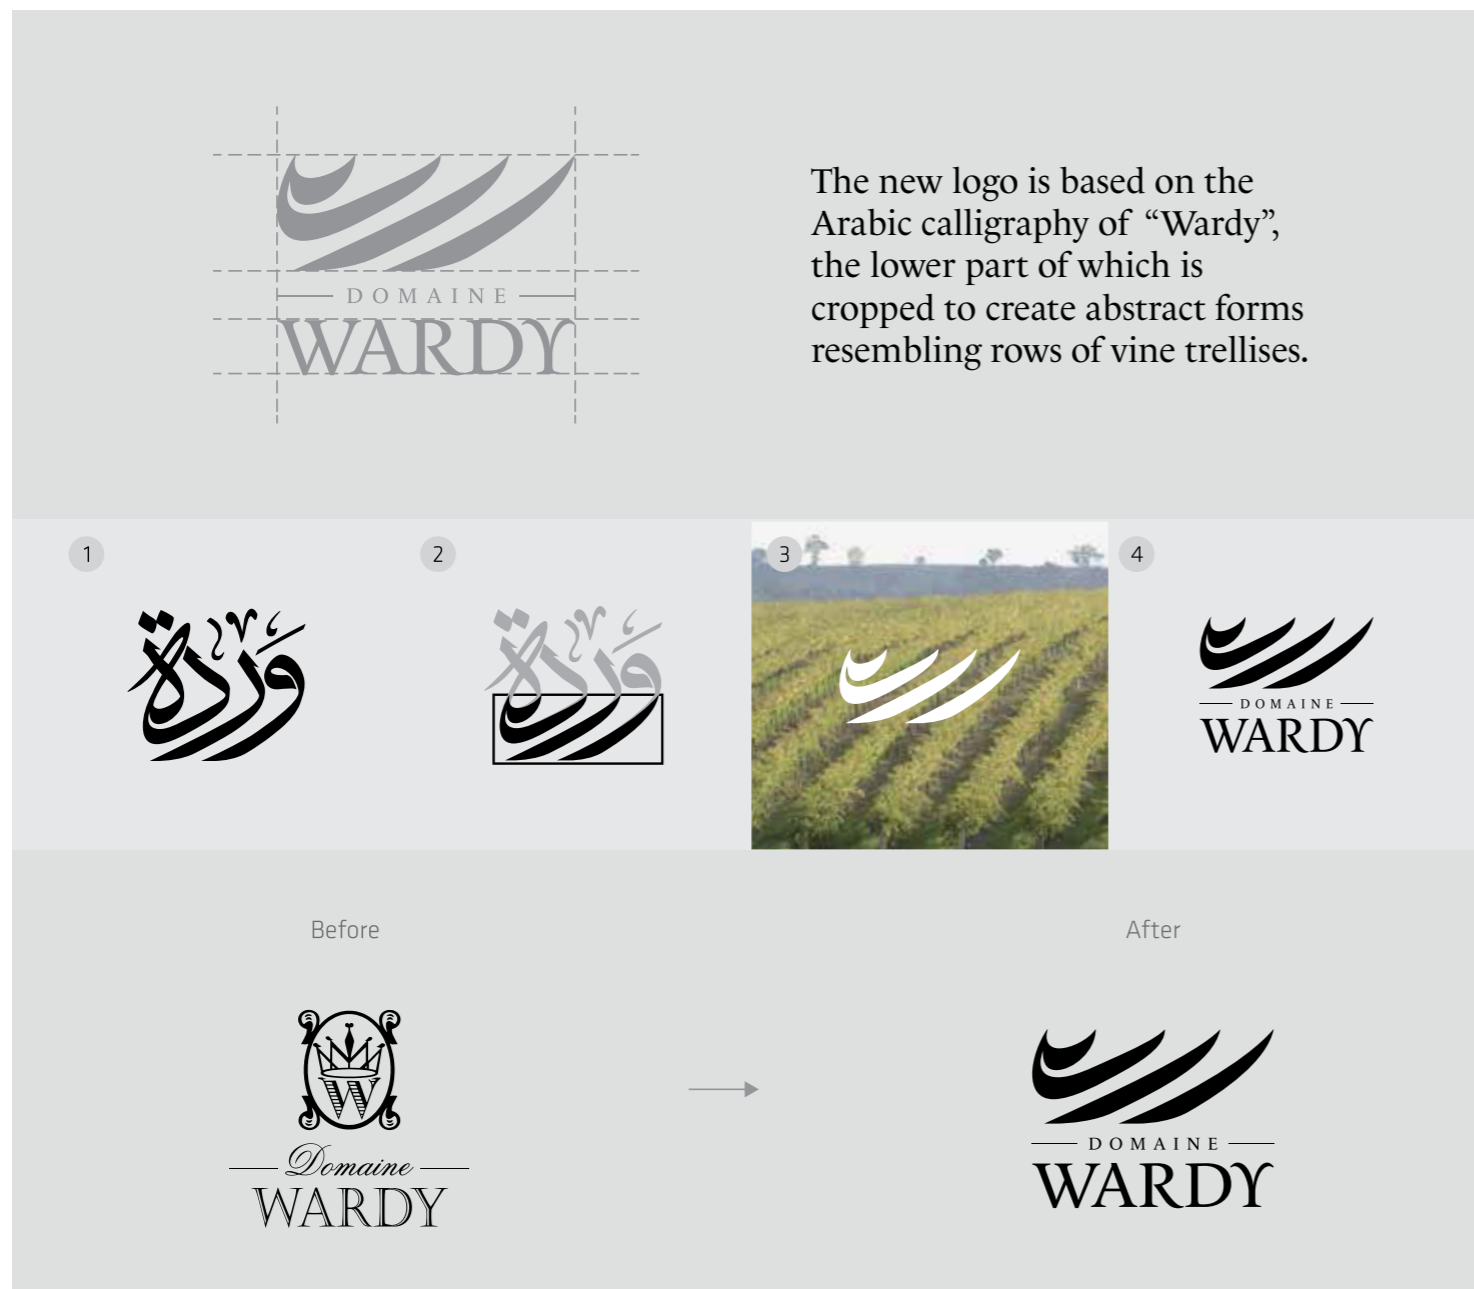 DOMAINE
WARDY
The new logo is based on the
Arabic calligraphy of “Wardy”,
the lower part of which is
cropped to create abstract forms
resembling rows of vine trellises.
1
وَردة
2
وَردة
3
4
DOMAINE
WARDY
Before
After
W
Domaine
WARDY
DOMAINE
WARDY